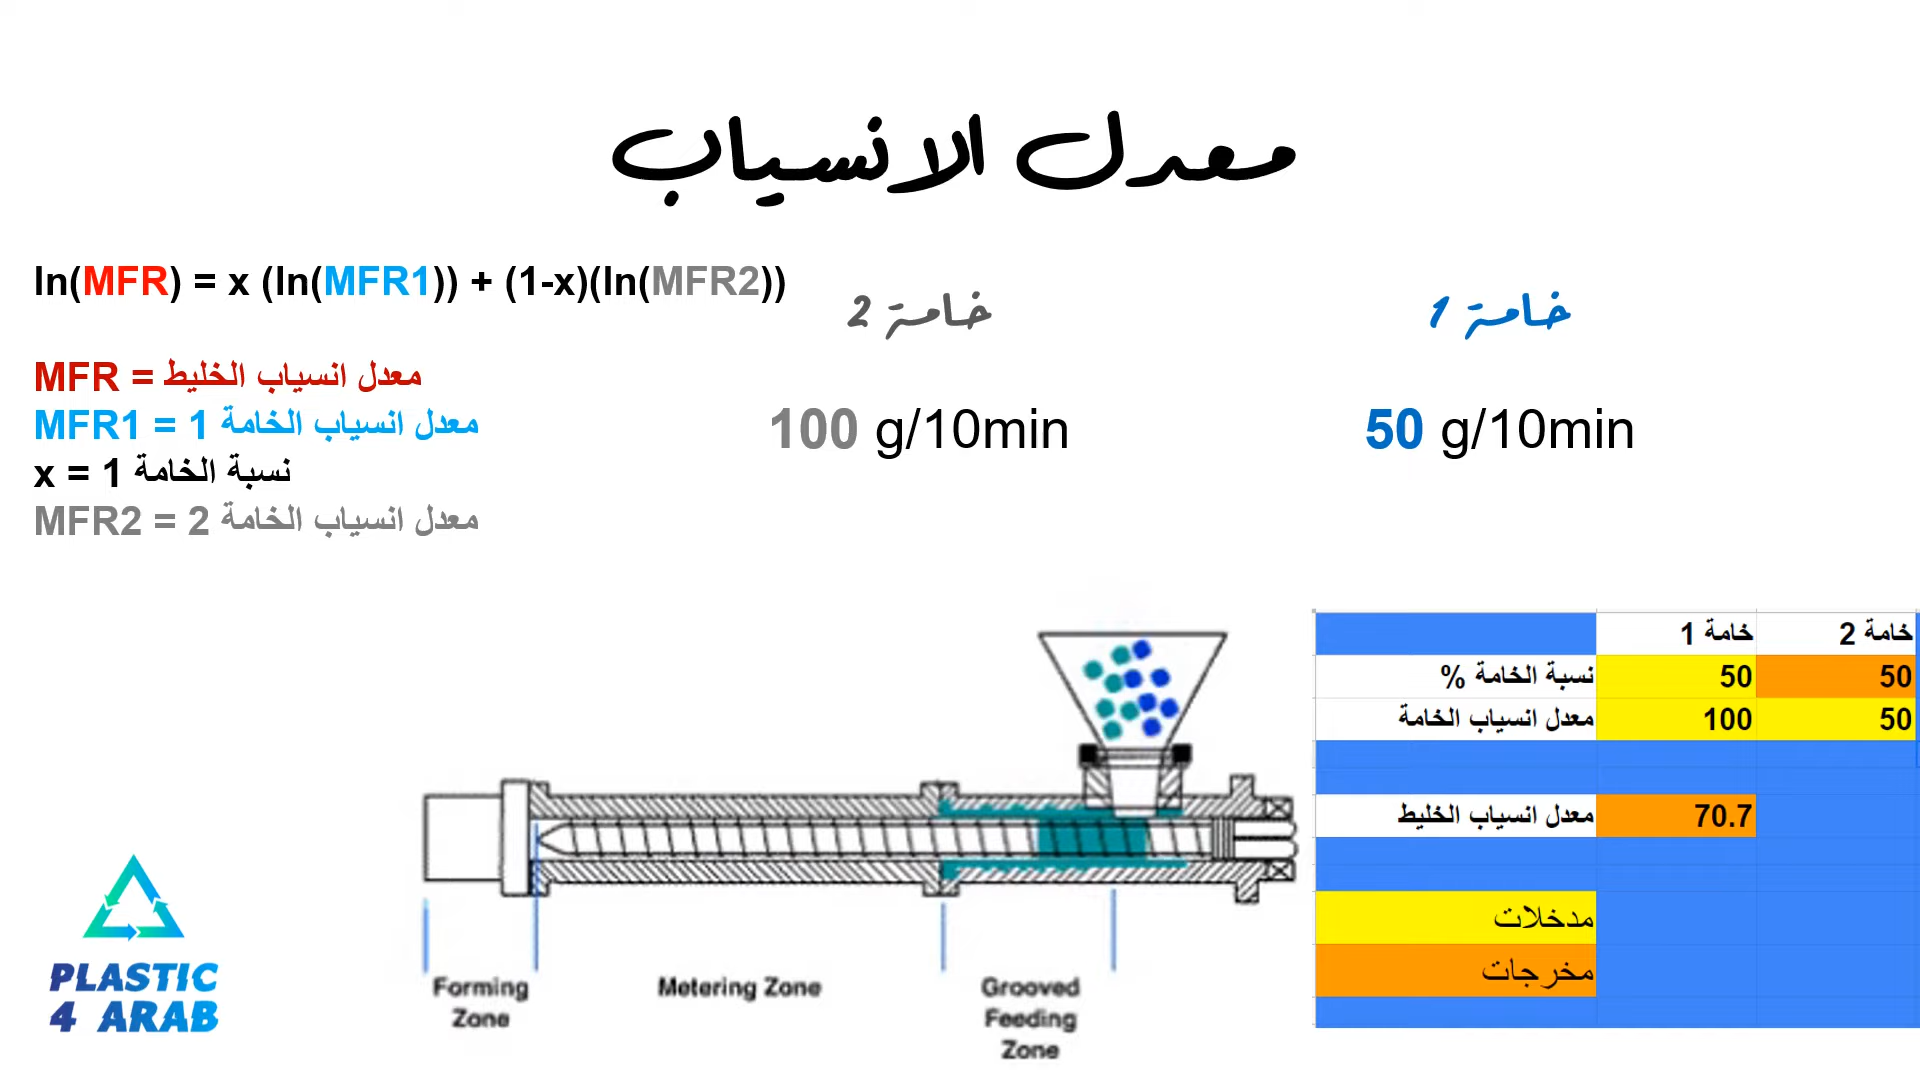 معدل الانسياب
ln(MFR) = x (ln(MFR1)) + (1-x)(ln(MFR2))
MFR = معدل انسياب الخليط
MFR1 = معدل انسياب الخامة 1
x = نسبة الخامة 1
MFR2 = معدل انسياب الخامة 2
خامة 2
100 g/10min
خامة 1
50 g/10min
خامة 1 خامة 2
نسبة الخامة % 50 50
معدل انسياب الخامة 100 50
معدل انسياب الخليط 70.7
مدخلات
مخرجات
Forming
Zone
Metering Zone
Grooved
Feeding
Zone
PLASTIC
4 ARAB